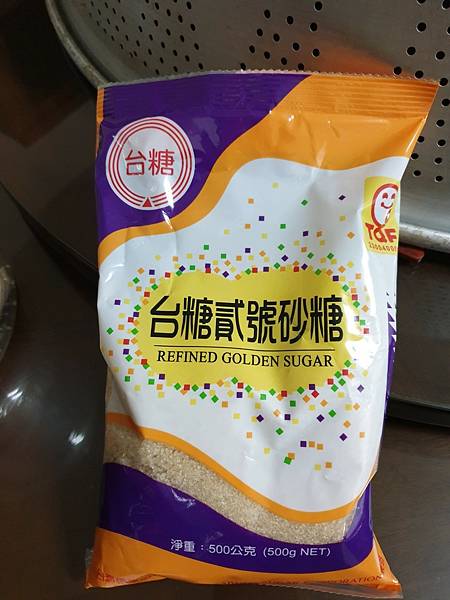 台糖
TQF
台糖貳號砂糖
REFINED GOLDEN SUGAR
淨重：500公克 (500g NET)